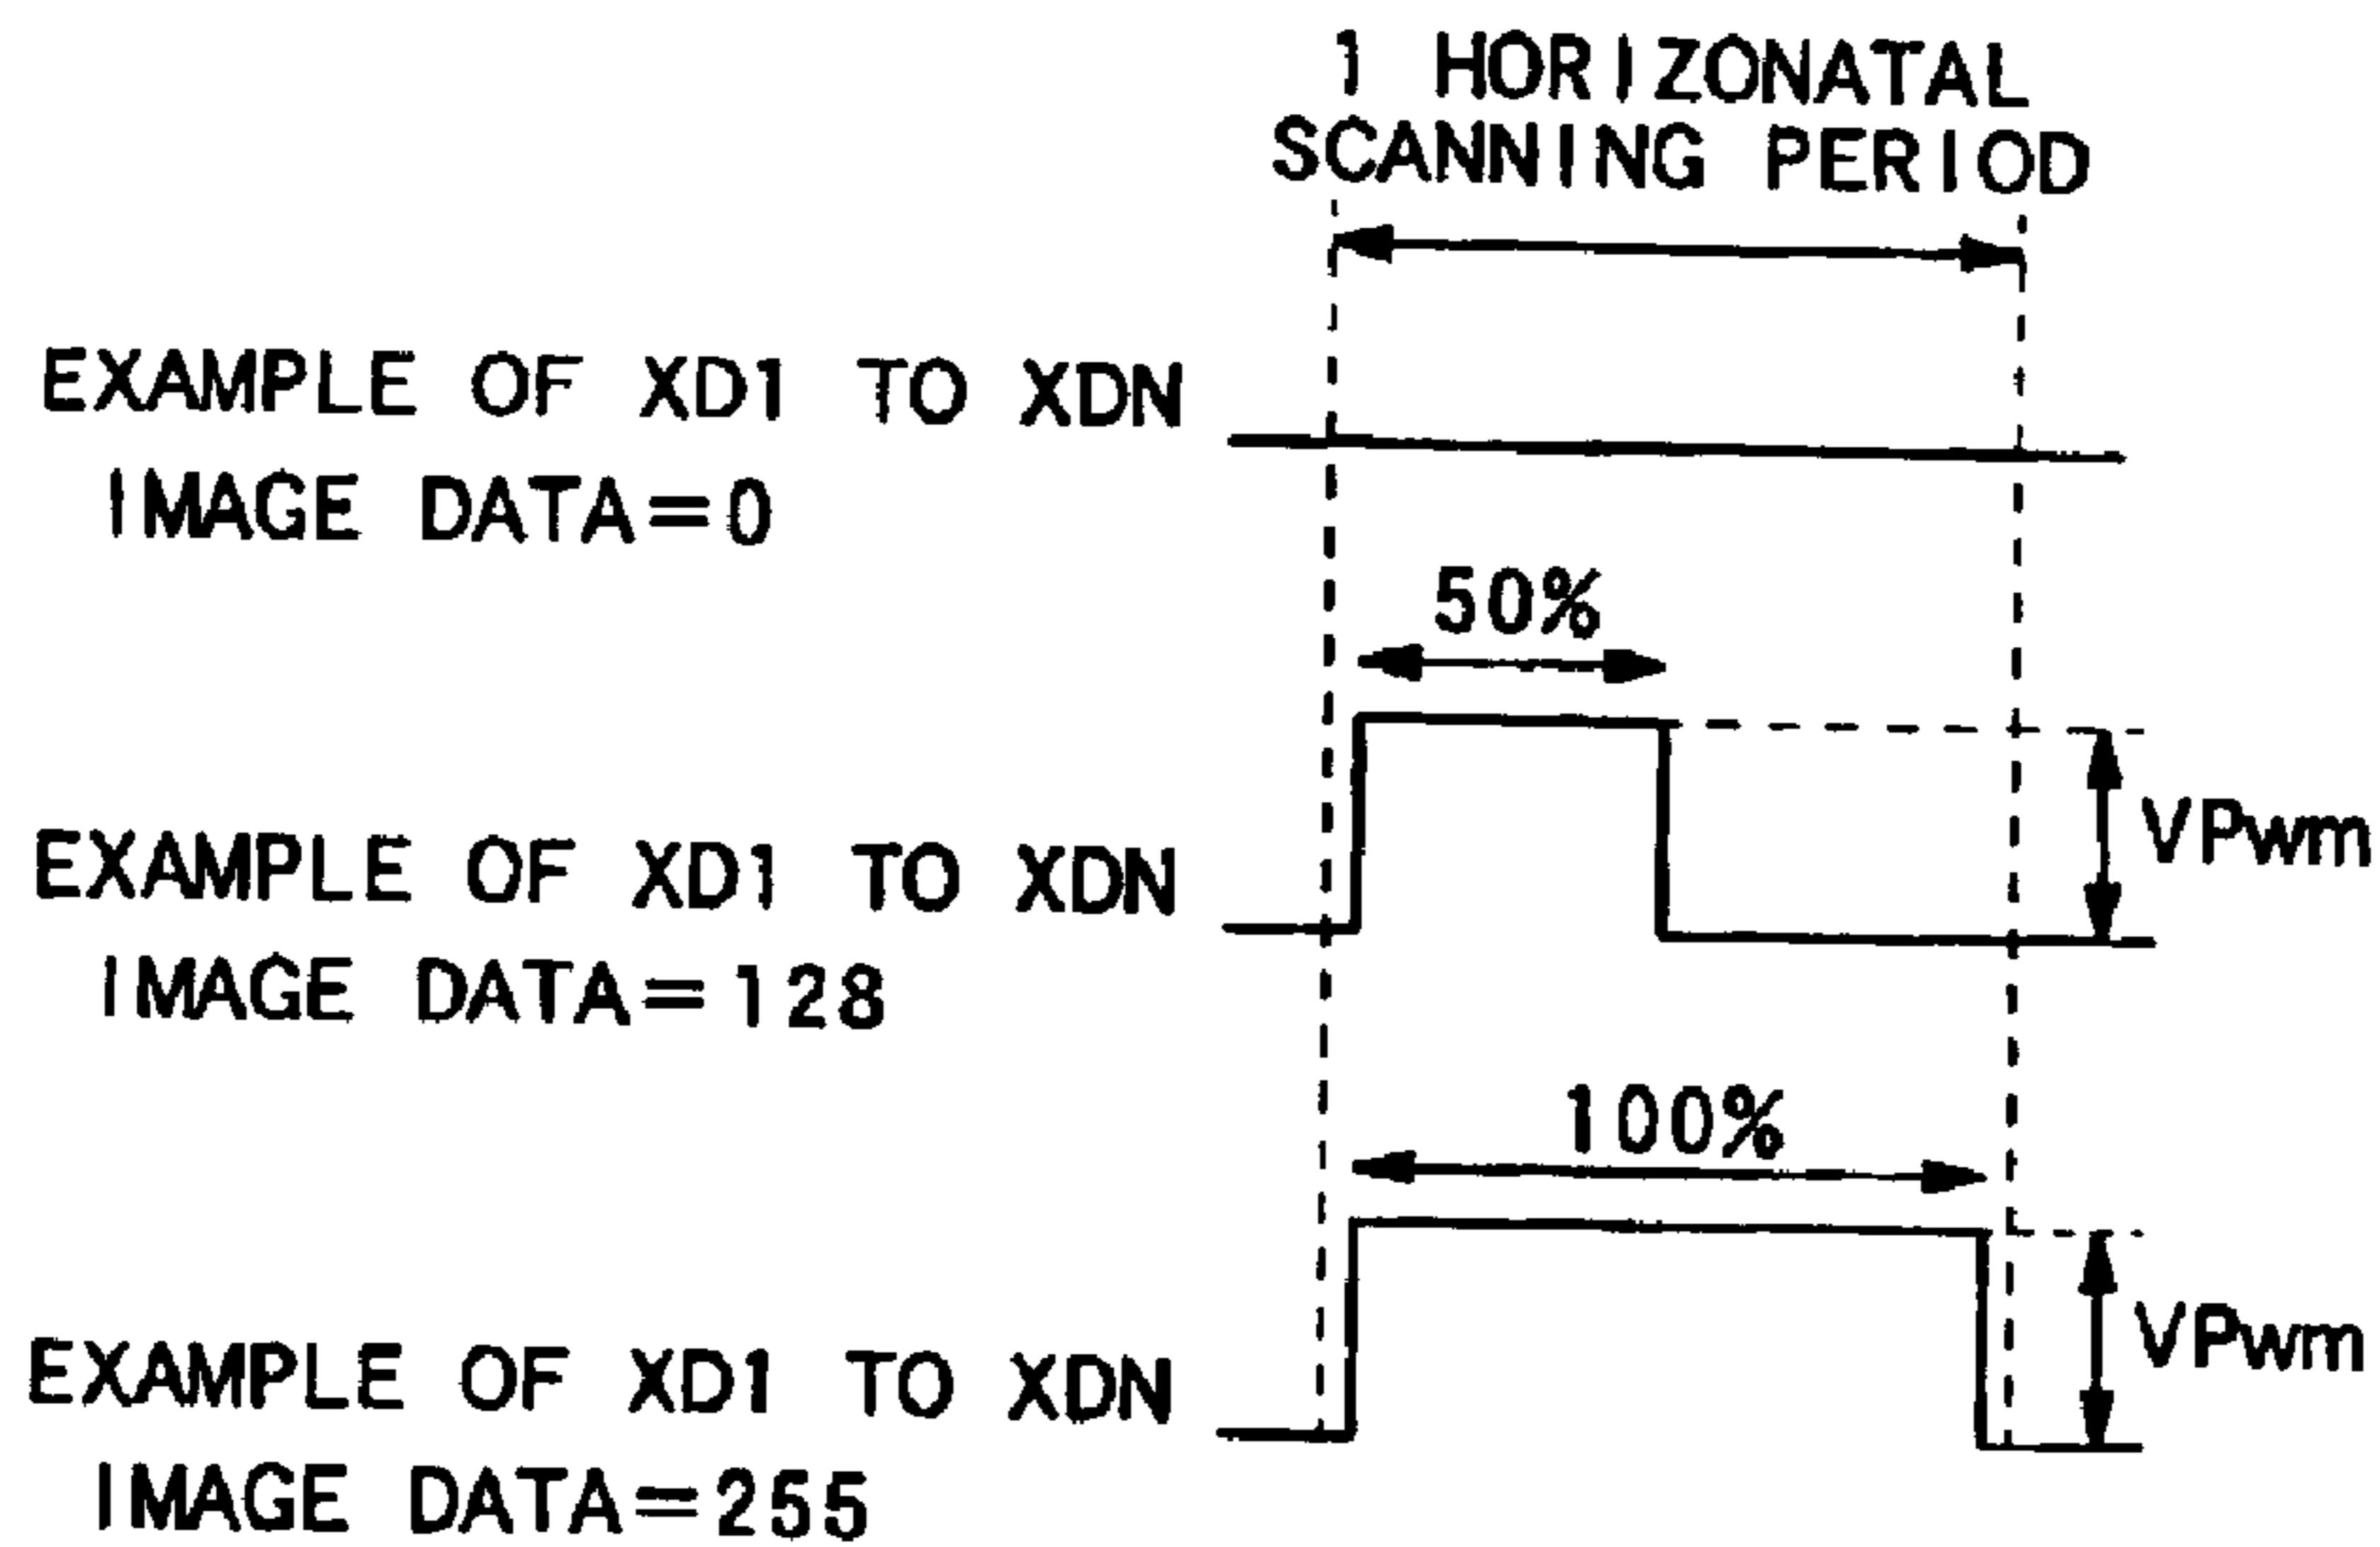 1 HORIZONATAL
SCANNING PERIOD
EXAMPLE OF XD1 TO XDN
IMAGE DATA=0
50%
EXAMPLE OF XD1 TO XDN
IMAGE DATA=128
VPwm
100%
EXAMPLE OF XD1 TO XDN
IMAGE DATA=255
VPwm